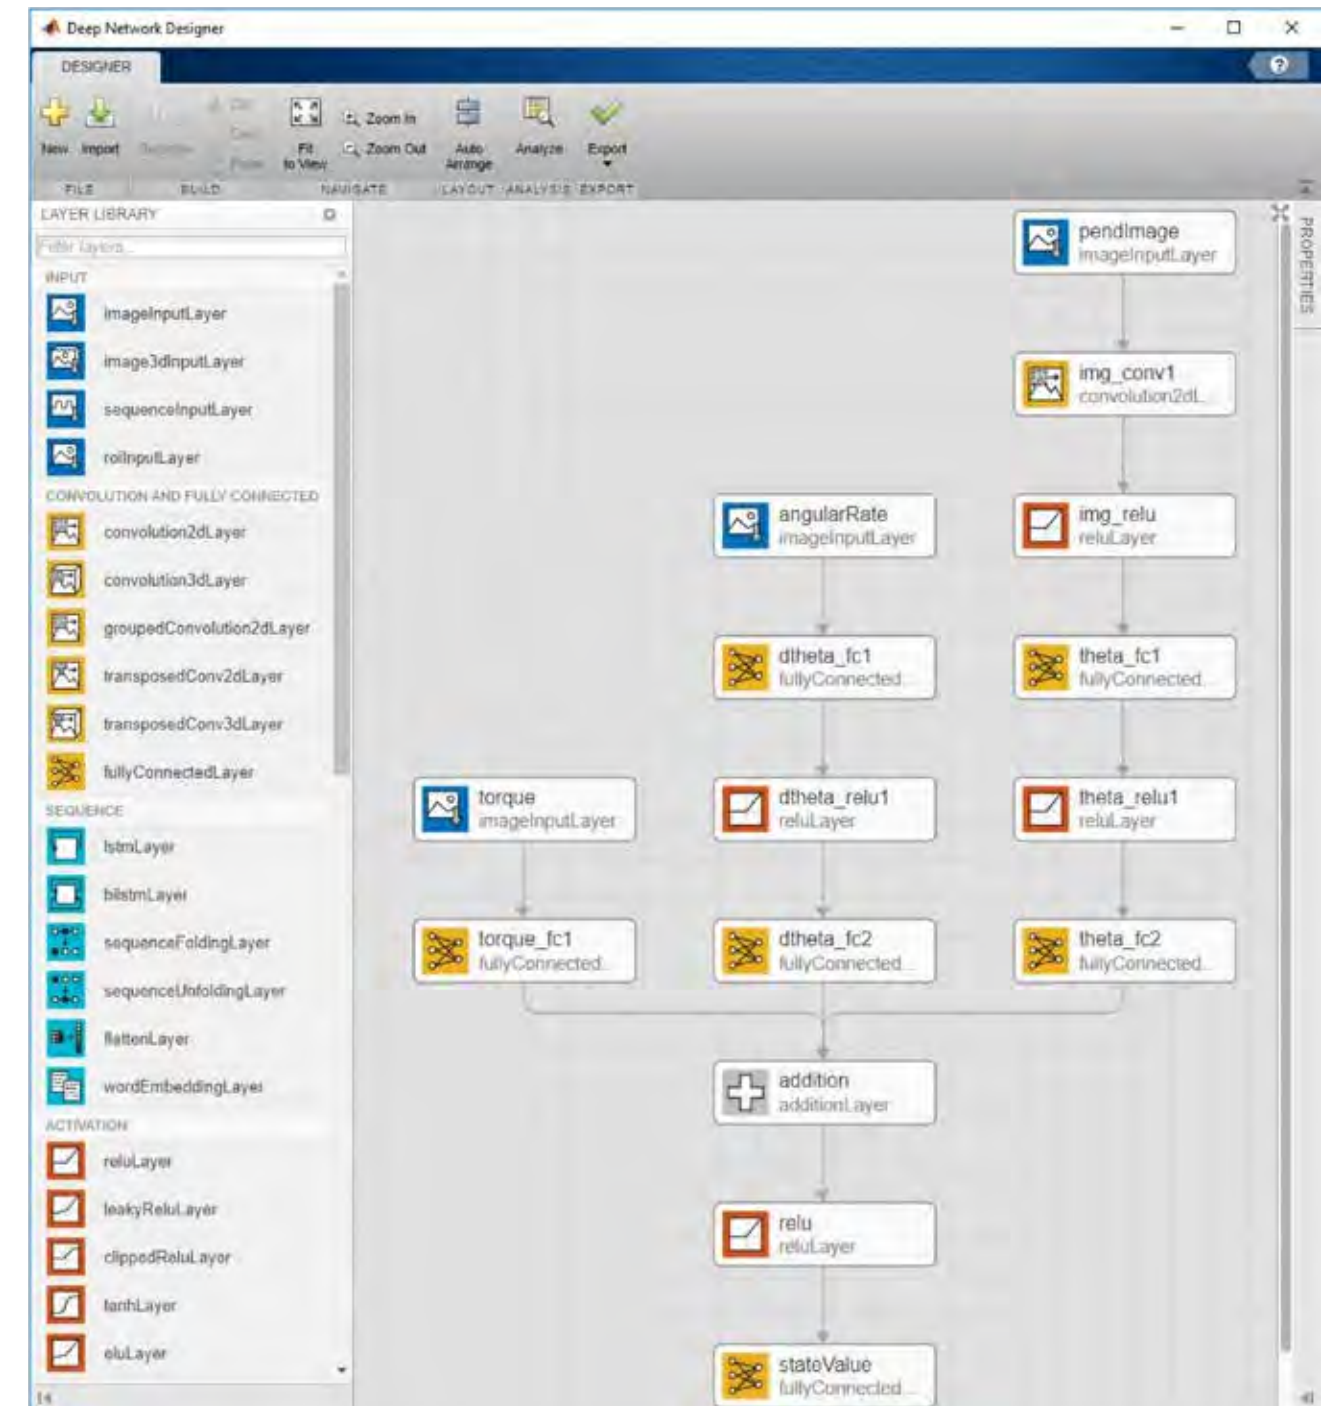 Deep Network Designer
DESIGNER
?
Zoom In
New Import
Fit to View
Zoom Out
Auto Arrange
Analyze
Export
FILE BUILD NAVIGATE LAYOUT ANALYSIS EXPORT
LAYER LIBRARY
Filter layers...
INPUT
imageInputLayer
image3dInputLayer
sequenceInputLayer
roiInputLayer
CONVOLUTION AND FULLY CONNECTED
convolution2dLayer
convolution3dLayer
groupedConvolution2dLayer
transposedConv2dLayer
transposedConv3dLayer
fullyConnectedLayer
SEQUENCE
lstmLayer
bilstmLayer
sequenceFoldingLayer
sequenceUnfoldingLayer
flattenLayer
wordEmbeddingLayer
ACTIVATION
reluLayer
leakyReluLayer
clippedReluLayer
tanhLayer
eluLayer
pendImage
imageInputLayer
img_conv1
convolution2dL...
angularRate
imageInputLayer
img_relu
reluLayer
dtheta_fc1
fullyConnected...
theta_fc1
fullyConnected...
torque
imageInputLayer
dtheta_relu1
reluLayer
theta_relu1
reluLayer
torque_fc1
fullyConnected...
dtheta_fc2
fullyConnected...
theta_fc2
fullyConnected...
addition
additionLayer
relu
reluLayer
stateValue
fullyConnected...
PROPERTIES